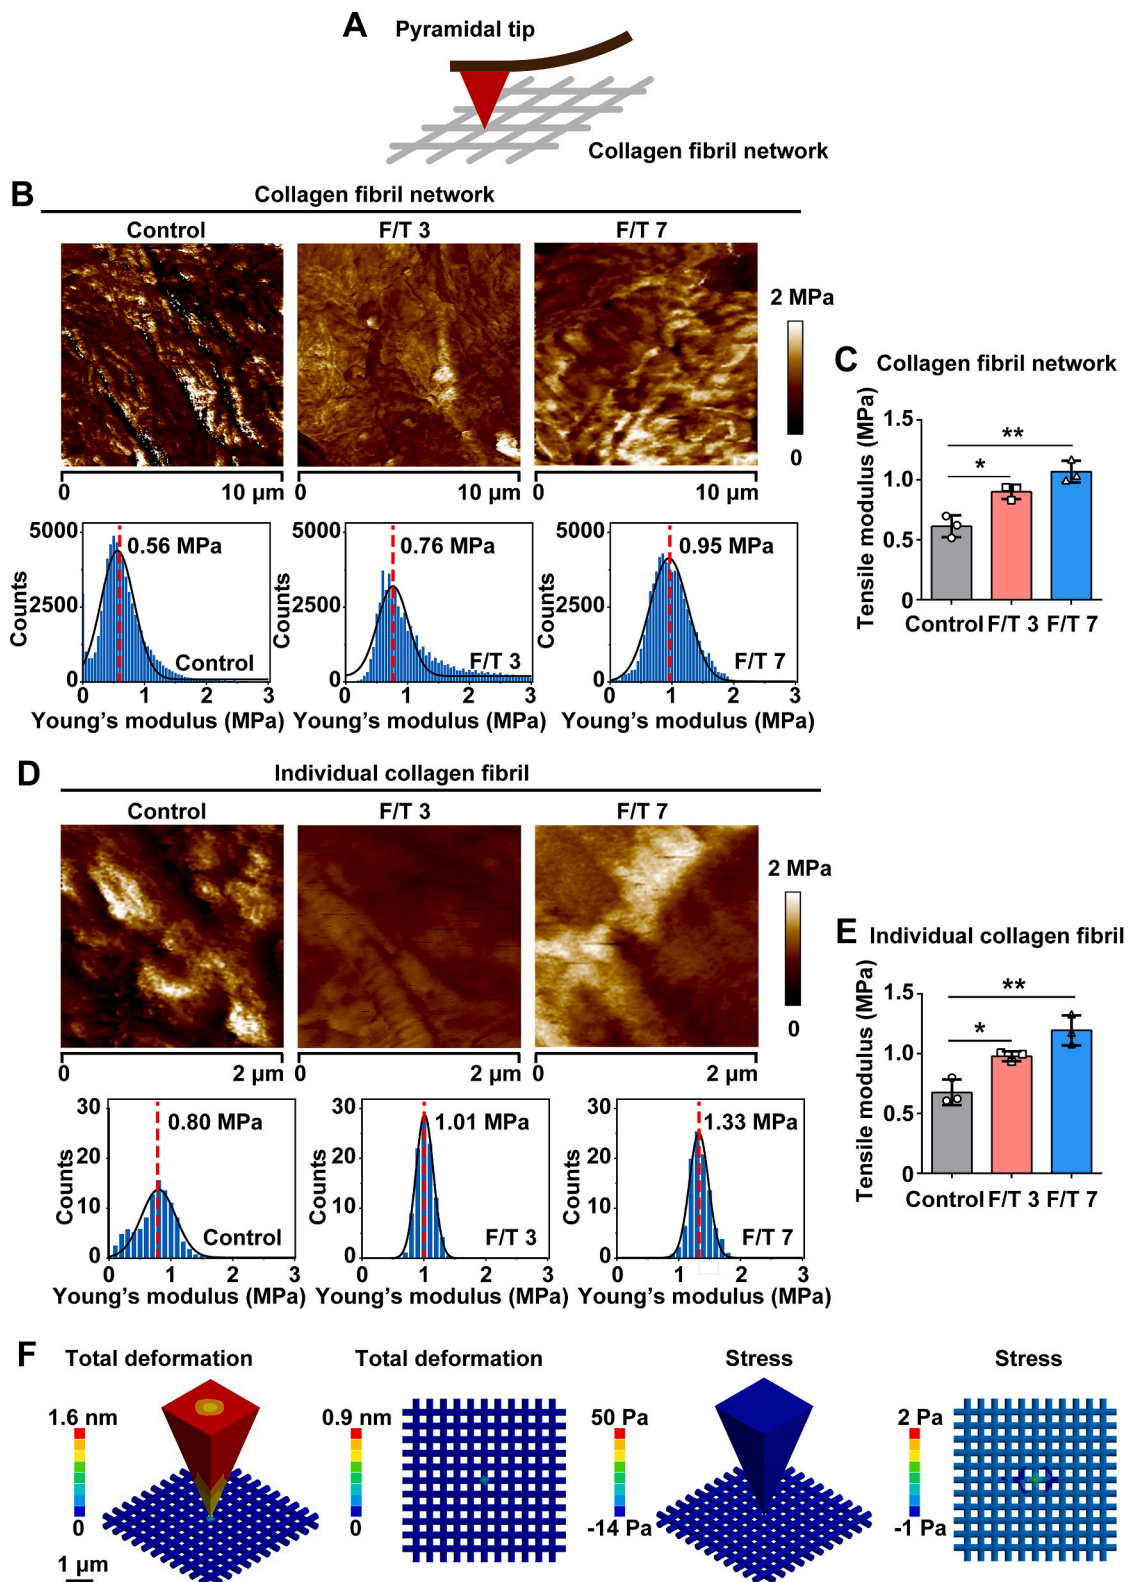 A
Pyramidal tip
Collagen fibril network
B
Collagen fibril network
Control
F/T 3
F/T 7
2 MPa
0
0
10 µm
0
10 µm
0
10 µm
5000
2500
0
Counts
0.56 MPa
Control
0
1
2
3
Young's modulus (MPa)
5000
2500
0
Counts
0.76 MPa
F/T 3
0
1
2
3
Young's modulus (MPa)
5000
2500
0
Counts
0.95 MPa
F/T 7
0
1
2
3
Young's modulus (MPa)
C Collagen fibril network
Tensile modulus (MPa)
1.5
1.0
0.5
0
**
*
Control F/T 3 F/T 7
D
Individual collagen fibril
Control
F/T 3
F/T 7
2 MPa
0
0
2 µm
0
2 µm
0
2 µm
30
20
10
0
Counts
0.80 MPa
Control
0
1
2
3
Young's modulus (MPa)
30
20
10
0
Counts
1.01 MPa
F/T 3
0
1
2
3
Young's modulus (MPa)
30
20
10
0
Counts
1.33 MPa
F/T 7
0
1
2
3
Young's modulus (MPa)
E Individual collagen fibril
Tensile modulus (MPa)
1.5
1.0
0.5
0
**
*
Control F/T 3 F/T 7
F
Total deformation
1.6 nm
0
1 µm
Total deformation
0.9 nm
0
Stress
50 Pa
-14 Pa
Stress
2 Pa
-1 Pa